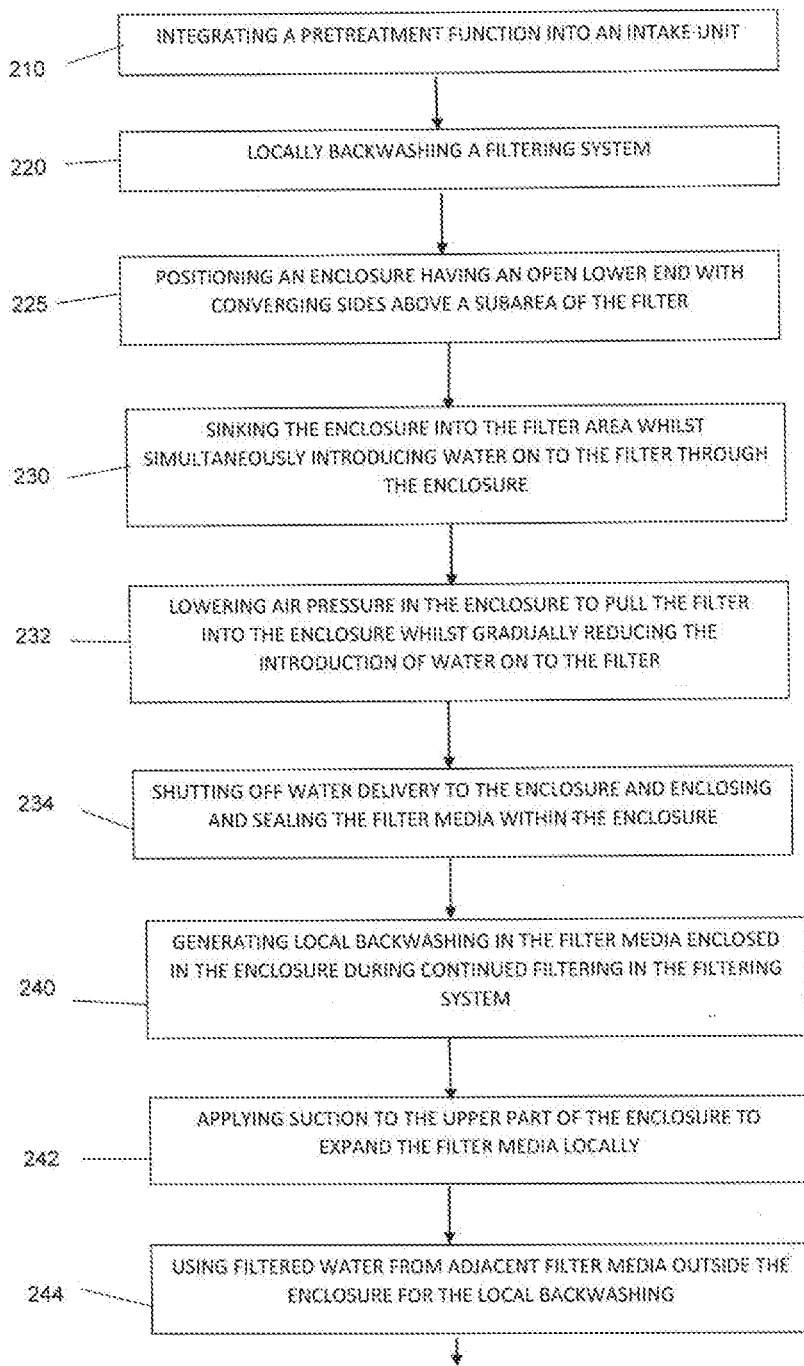 210
INTEGRATING A PRETREATMENT FUNCTION INTO AN INTAKE UNIT
220
LOCALLY BACKWASHING A FILTERING SYSTEM
225
POSITIONING AN ENCLOSURE HAVING AN OPEN LOWER END WITH
CONVERGING SIDES ABOVE A SUBAREA OF THE FILTER
230
SINKING THE ENCLOSURE INTO THE FILTER AREA WHILST
SIMULTANEOUSLY INTRODUCING WATER ON TO THE FILTER THROUGH
THE ENCLOSURE
232
LOWERING AIR PRESSURE IN THE ENCLOSURE TO PULL THE FILTER
INTO THE ENCLOSURE WHILST GRADUALLY REDUCING THE
INTRODUCTION OF WATER ON TO THE FILTER
234
SHUTTING OFF WATER DELIVERY TO THE ENCLOSURE AND ENCLOSING
AND SEALING THE FILTER MEDIA WITHIN THE ENCLOSURE
240
GENERATING LOCAL BACKWASHING IN THE FILTER MEDIA ENCLOSED
IN THE ENCLOSURE DURING CONTINUED FILTERING IN THE FILTERING
SYSTEM
242
APPLYING SUCTION TO THE UPPER PART OF THE ENCLOSURE TO
EXPAND THE FILTER MEDIA LOCALLY
244
USING FILTERED WATER FROM ADJACENT FILTER MEDIA OUTSIDE THE
ENCLOSURE FOR THE LOCAL BACKWASHING